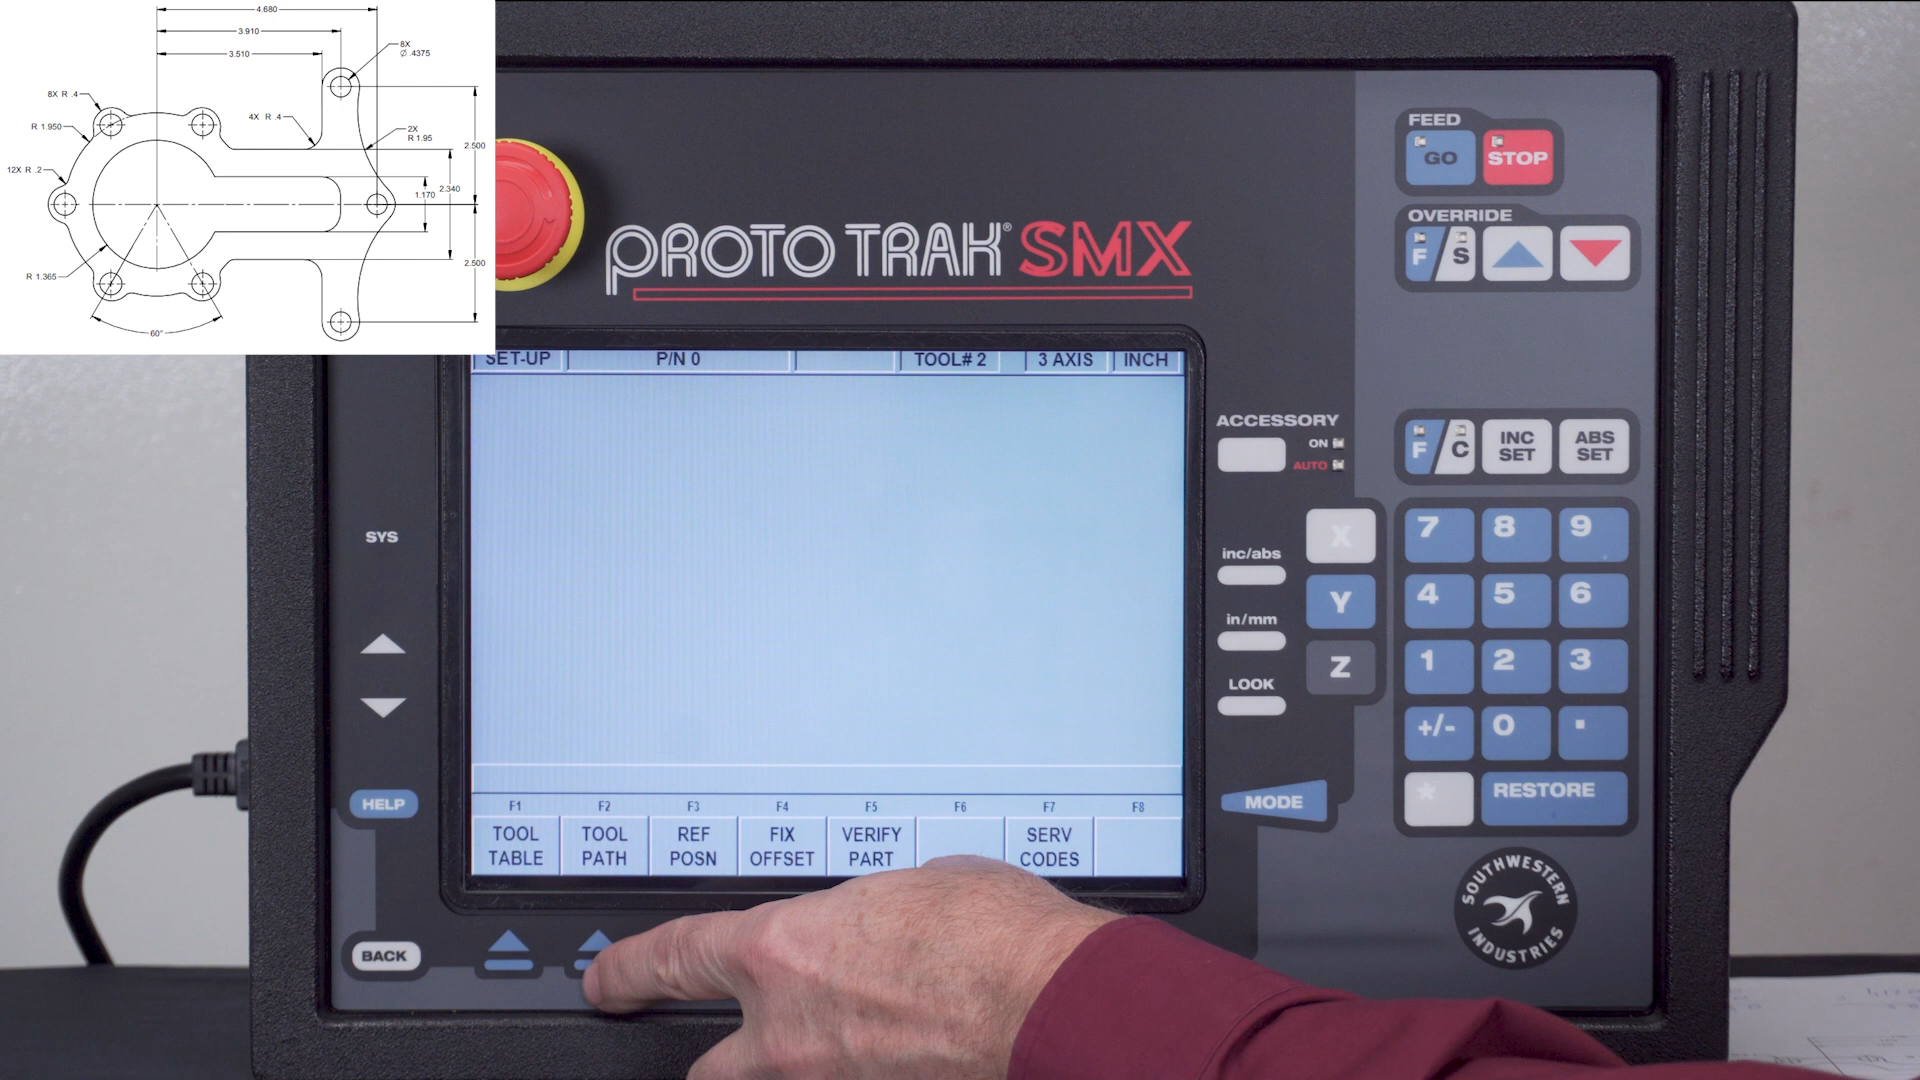 4.680
3.910
3.510
8X
Ø .4375
8X R .4
R 1.950
4X R .4
2X
R 1.95
2.500
12X R .2
1.170
2.340
R 1.365
2.500
60°
PROTO TRAK® SMX
FEED
GO
STOP
OVERRIDE
F
S
SET-UP
P/N 0
TOOL# 2
3 AXIS
INCH
ACCESSORY
ON
AUTO
F
C
INC
SET
ABS
SET
SYS
inc/abs
in/mm
LOOK
X
Y
Z
7
8
9
4
5
6
1
2
3
+/-
0
.
*
RESTORE
HELP
MODE
F1
F2
F3
F4
F5
F6
F7
F8
TOOL
TABLE
TOOL
PATH
REF
POSN
FIX
OFFSET
VERIFY
PART
SERV
CODES
BACK
SOUTHWESTERN
INDUSTRIES